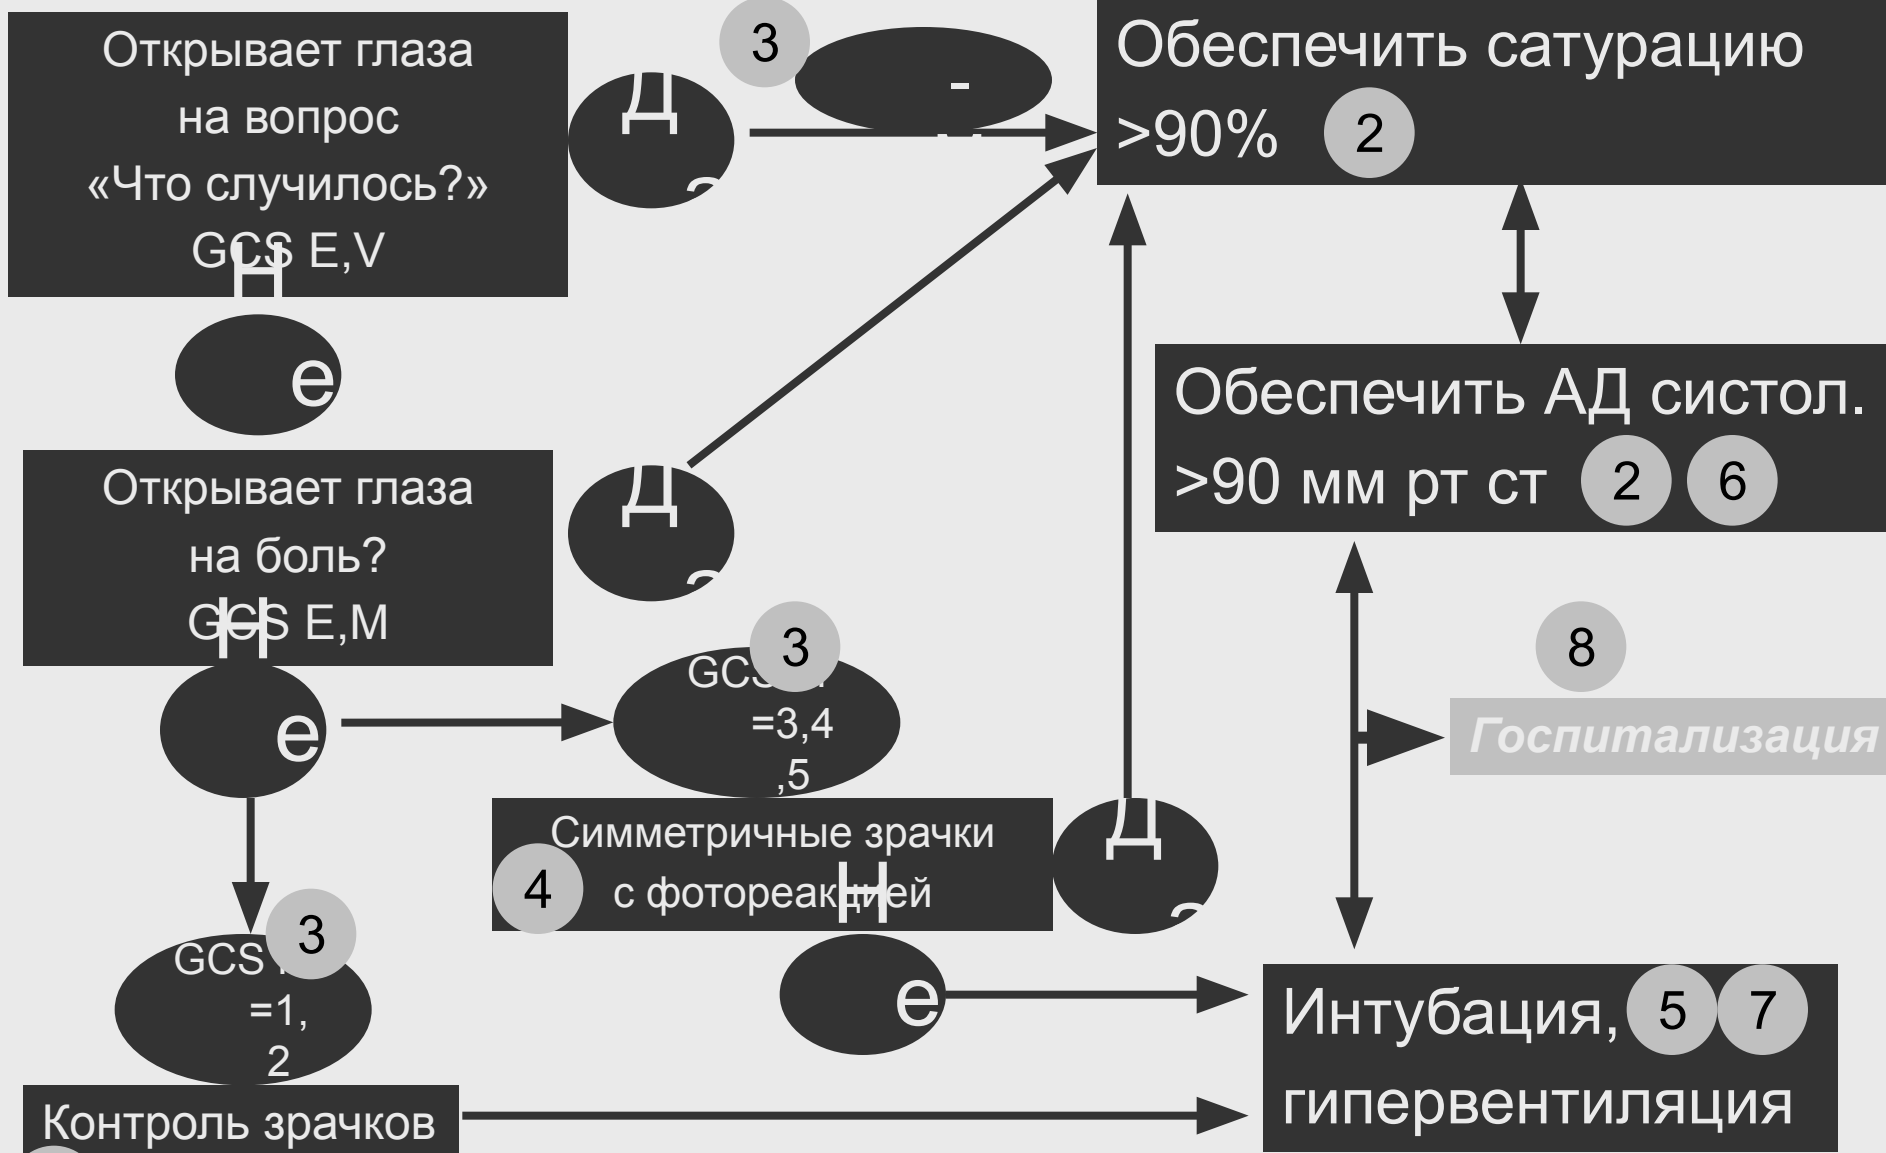 Открывает глаза
на вопрос
«Что случилось?»
GCS E,V
Д
3
-
Обеспечить сатурацию
>90% 2
Н
е
Открывает глаза
на боль?
GCS E,M
Д
Обеспечить АД систол.
>90 мм рт ст 2 6
Н
е
3
=3,4
,5
8
Госпитализация
Симметричные зрачки
4 с фотореакцией
Д
Н
е
3
GCS
=1,
2
Интубация, 5 7
гипервентиляция
Контроль зрачков